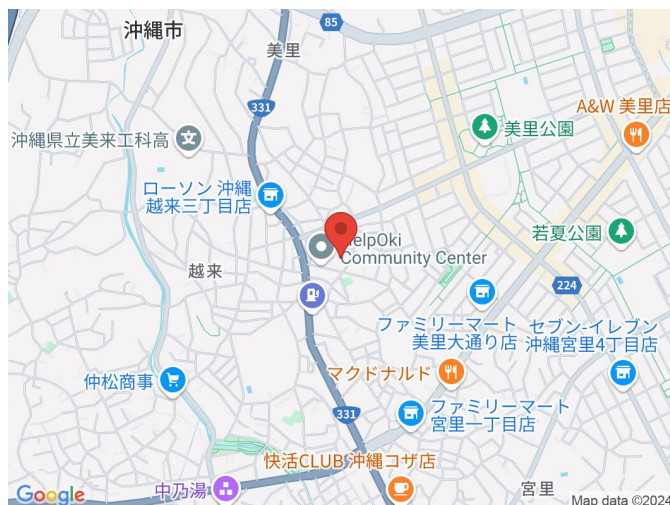 沖縄市
85
美里
A&W 美里店
331
美里公園
沖縄県立美来工科高
ローソン 沖縄
越来三丁目店
若夏公園
Community Center
越来
224
ファミリーマート
美里大通り店
セブン-イレブン
沖縄宮里4丁目店
マクドナルド
仲松商事
ファミリーマート
宮里一丁目店
331
快活CLUB 沖縄コザ店
中乃湯
宮里
Google
Map data ©2024